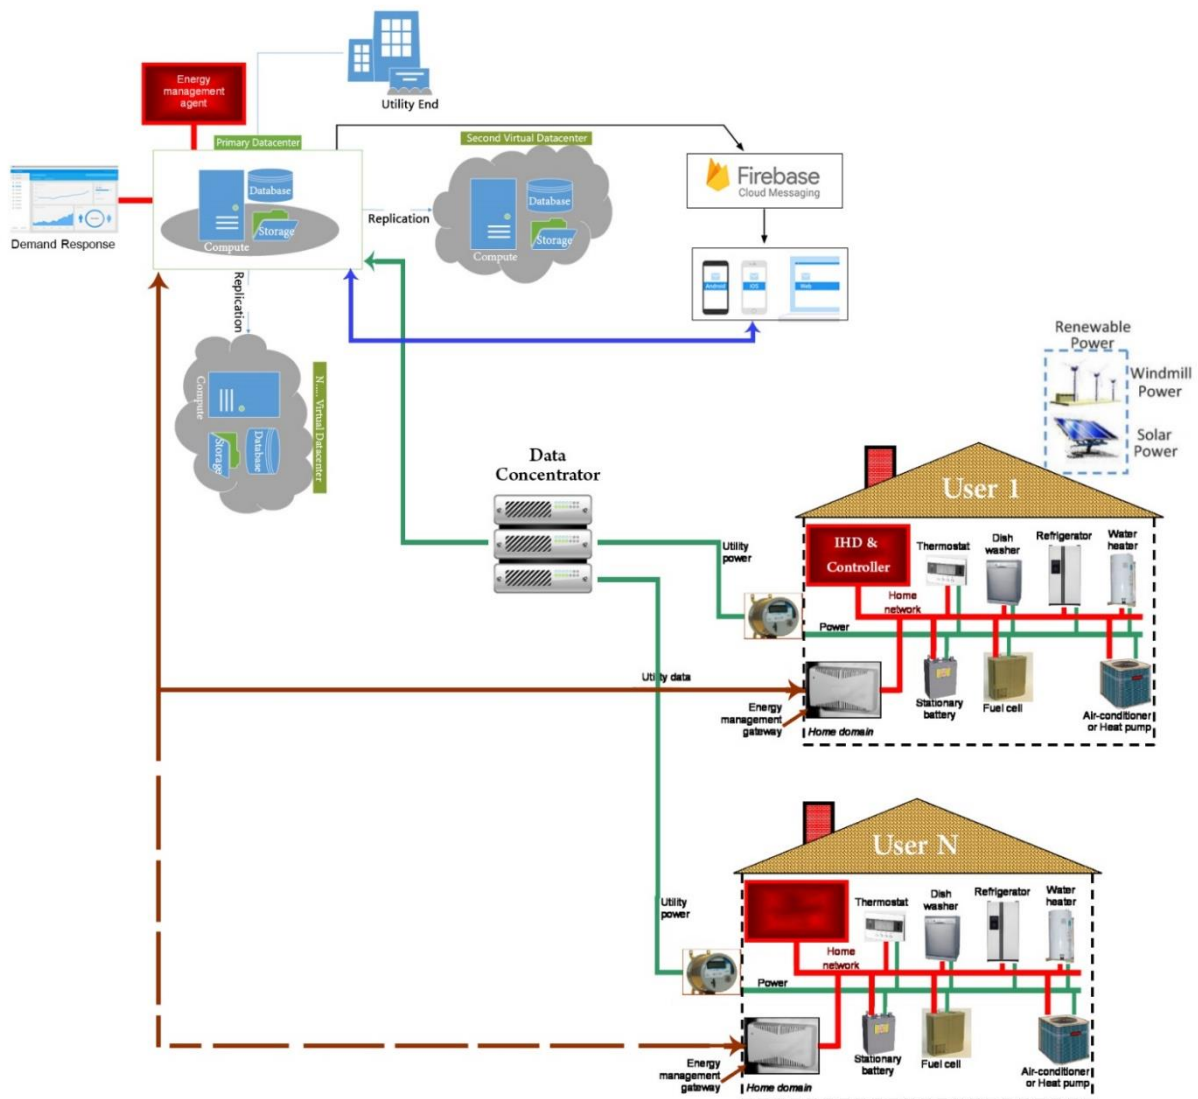 Utility End
Energy
management
agent
Primary Datacenter
Database
Storage
Compute
Demand Response
Replication
Second Virtual Datacenter
Database
Storage
Compute
Firebase
Cloud Messaging
Android
iOS
Web
Replication
N..... Virtual Datacenter
Compute
Storage
Database
Renewable
Power
Windmill
Power
Solar
Power
Data
Concentrator
User 1
IHD &
Controller
Thermostat
Dish
washer
Refrigerator
Water
heater
Home
network
Utility
power
Power
Utility data
Energy
management
gateway
Home domain
Stationary
battery
Fuel cell
Air-conditioner
or Heat pump
User N
Thermostat
Dish
washer
Refrigerator
Water
heater
Home
network
Utility
power
Power
Energy
management
gateway
Home domain
Stationary
battery
Fuel cell
Air-conditioner
or Heat pump